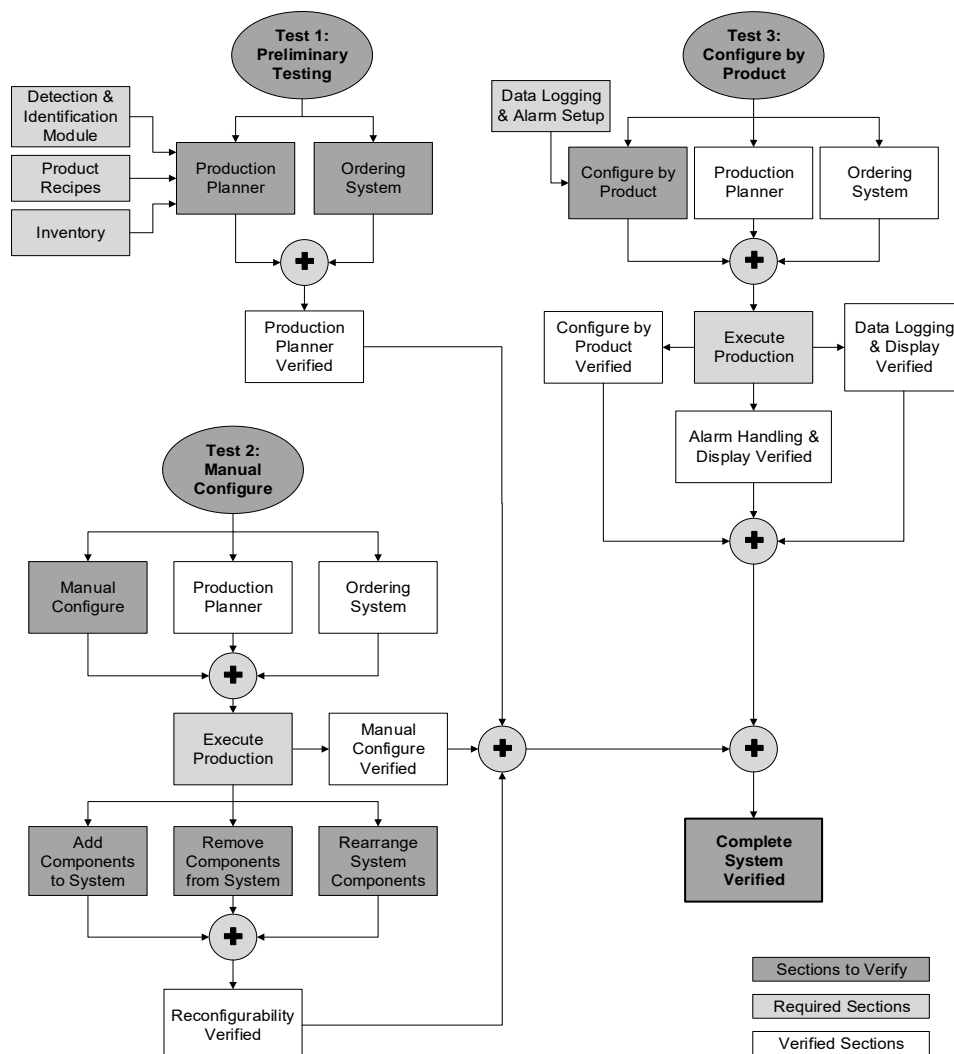 Test 1:
Preliminary
Testing
Detection &
Identification
Module
Product
Recipes
Inventory
Production
Planner
Ordering
System
Production
Planner
Verified
Test 3:
Configure by
Product
Data Logging
& Alarm Setup
Configure by
Product
Production
Planner
Ordering
System
Configure by
Product
Verified
Execute
Production
Data Logging
& Display
Verified
Alarm Handling &
Display Verified
Test 2:
Manual
Configure
Manual
Configure
Production
Planner
Ordering
System
Execute
Production
Manual
Configure
Verified
Add
Components
to System
Remove
Components
from System
Rearrange
System
Components
Reconfigurability
Verified
Complete
System
Verified
Sections to Verify
Required Sections
Verified Sections